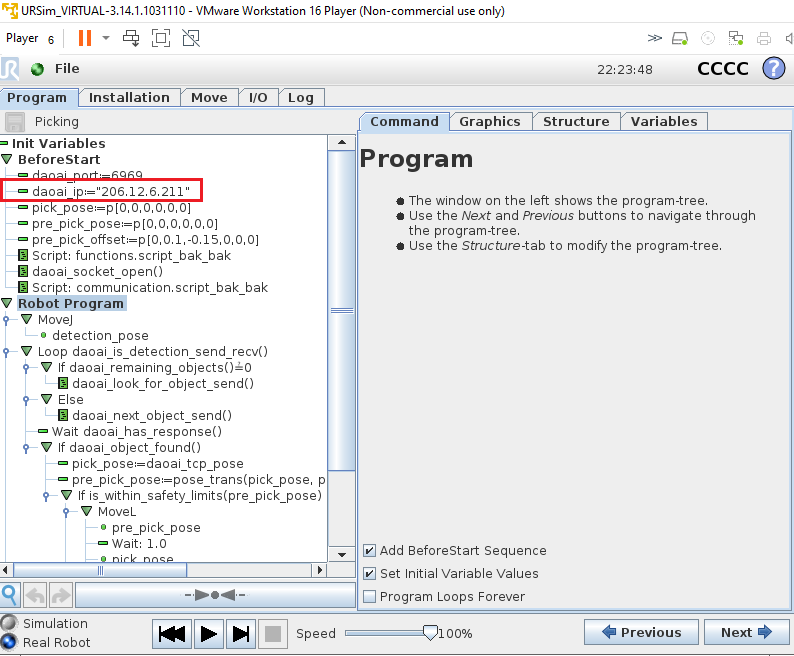 URSim_VIRTUAL-3.14.1.1031110 - VMware Workstation 16 Player (Non-commercial use only)
Player 6
File 22:23:48 CCCC ?
Program Installation Move I/O Log
Picking
Init Variables
BeforeStart
daoai_port≔6969
daoai_ip≔"206.12.6.211"
pick_pose≔p[0,0,0,0,0,0]
pre_pick_pose≔p[0,0,0,0,0,0]
pre_pick_offset≔p[0,0.1,-0.15,0,0,0]
Script: functions.script_bak_bak
daoai_socket_open()
Script: communication.script_bak_bak
Robot Program
MoveJ
detection_pose
Loop daoai_is_detection_send_recv()
If daoai_remaining_objects()≟0
daoai_look_for_object_send()
Else
daoai_next_object_send()
Wait daoai_has_response()
If daoai_object_found()
pick_pose≔daoai_tcp_pose
pre_pick_pose≔pose_trans(pick_pose, p
If is_within_safety_limits(pre_pick_pose)
MoveL
pre_pick_pose
Wait: 1.0
pick_pose
Command Graphics Structure Variables
Program
● The window on the left shows the program-tree.
● Use the Next and Previous buttons to navigate through
the program-tree.
● Use the Structure-tab to modify the program-tree.
Add BeforeStart Sequence
Set Initial Variable Values
Program Loops Forever
Simulation
Real Robot
Speed 100%
Previous Next